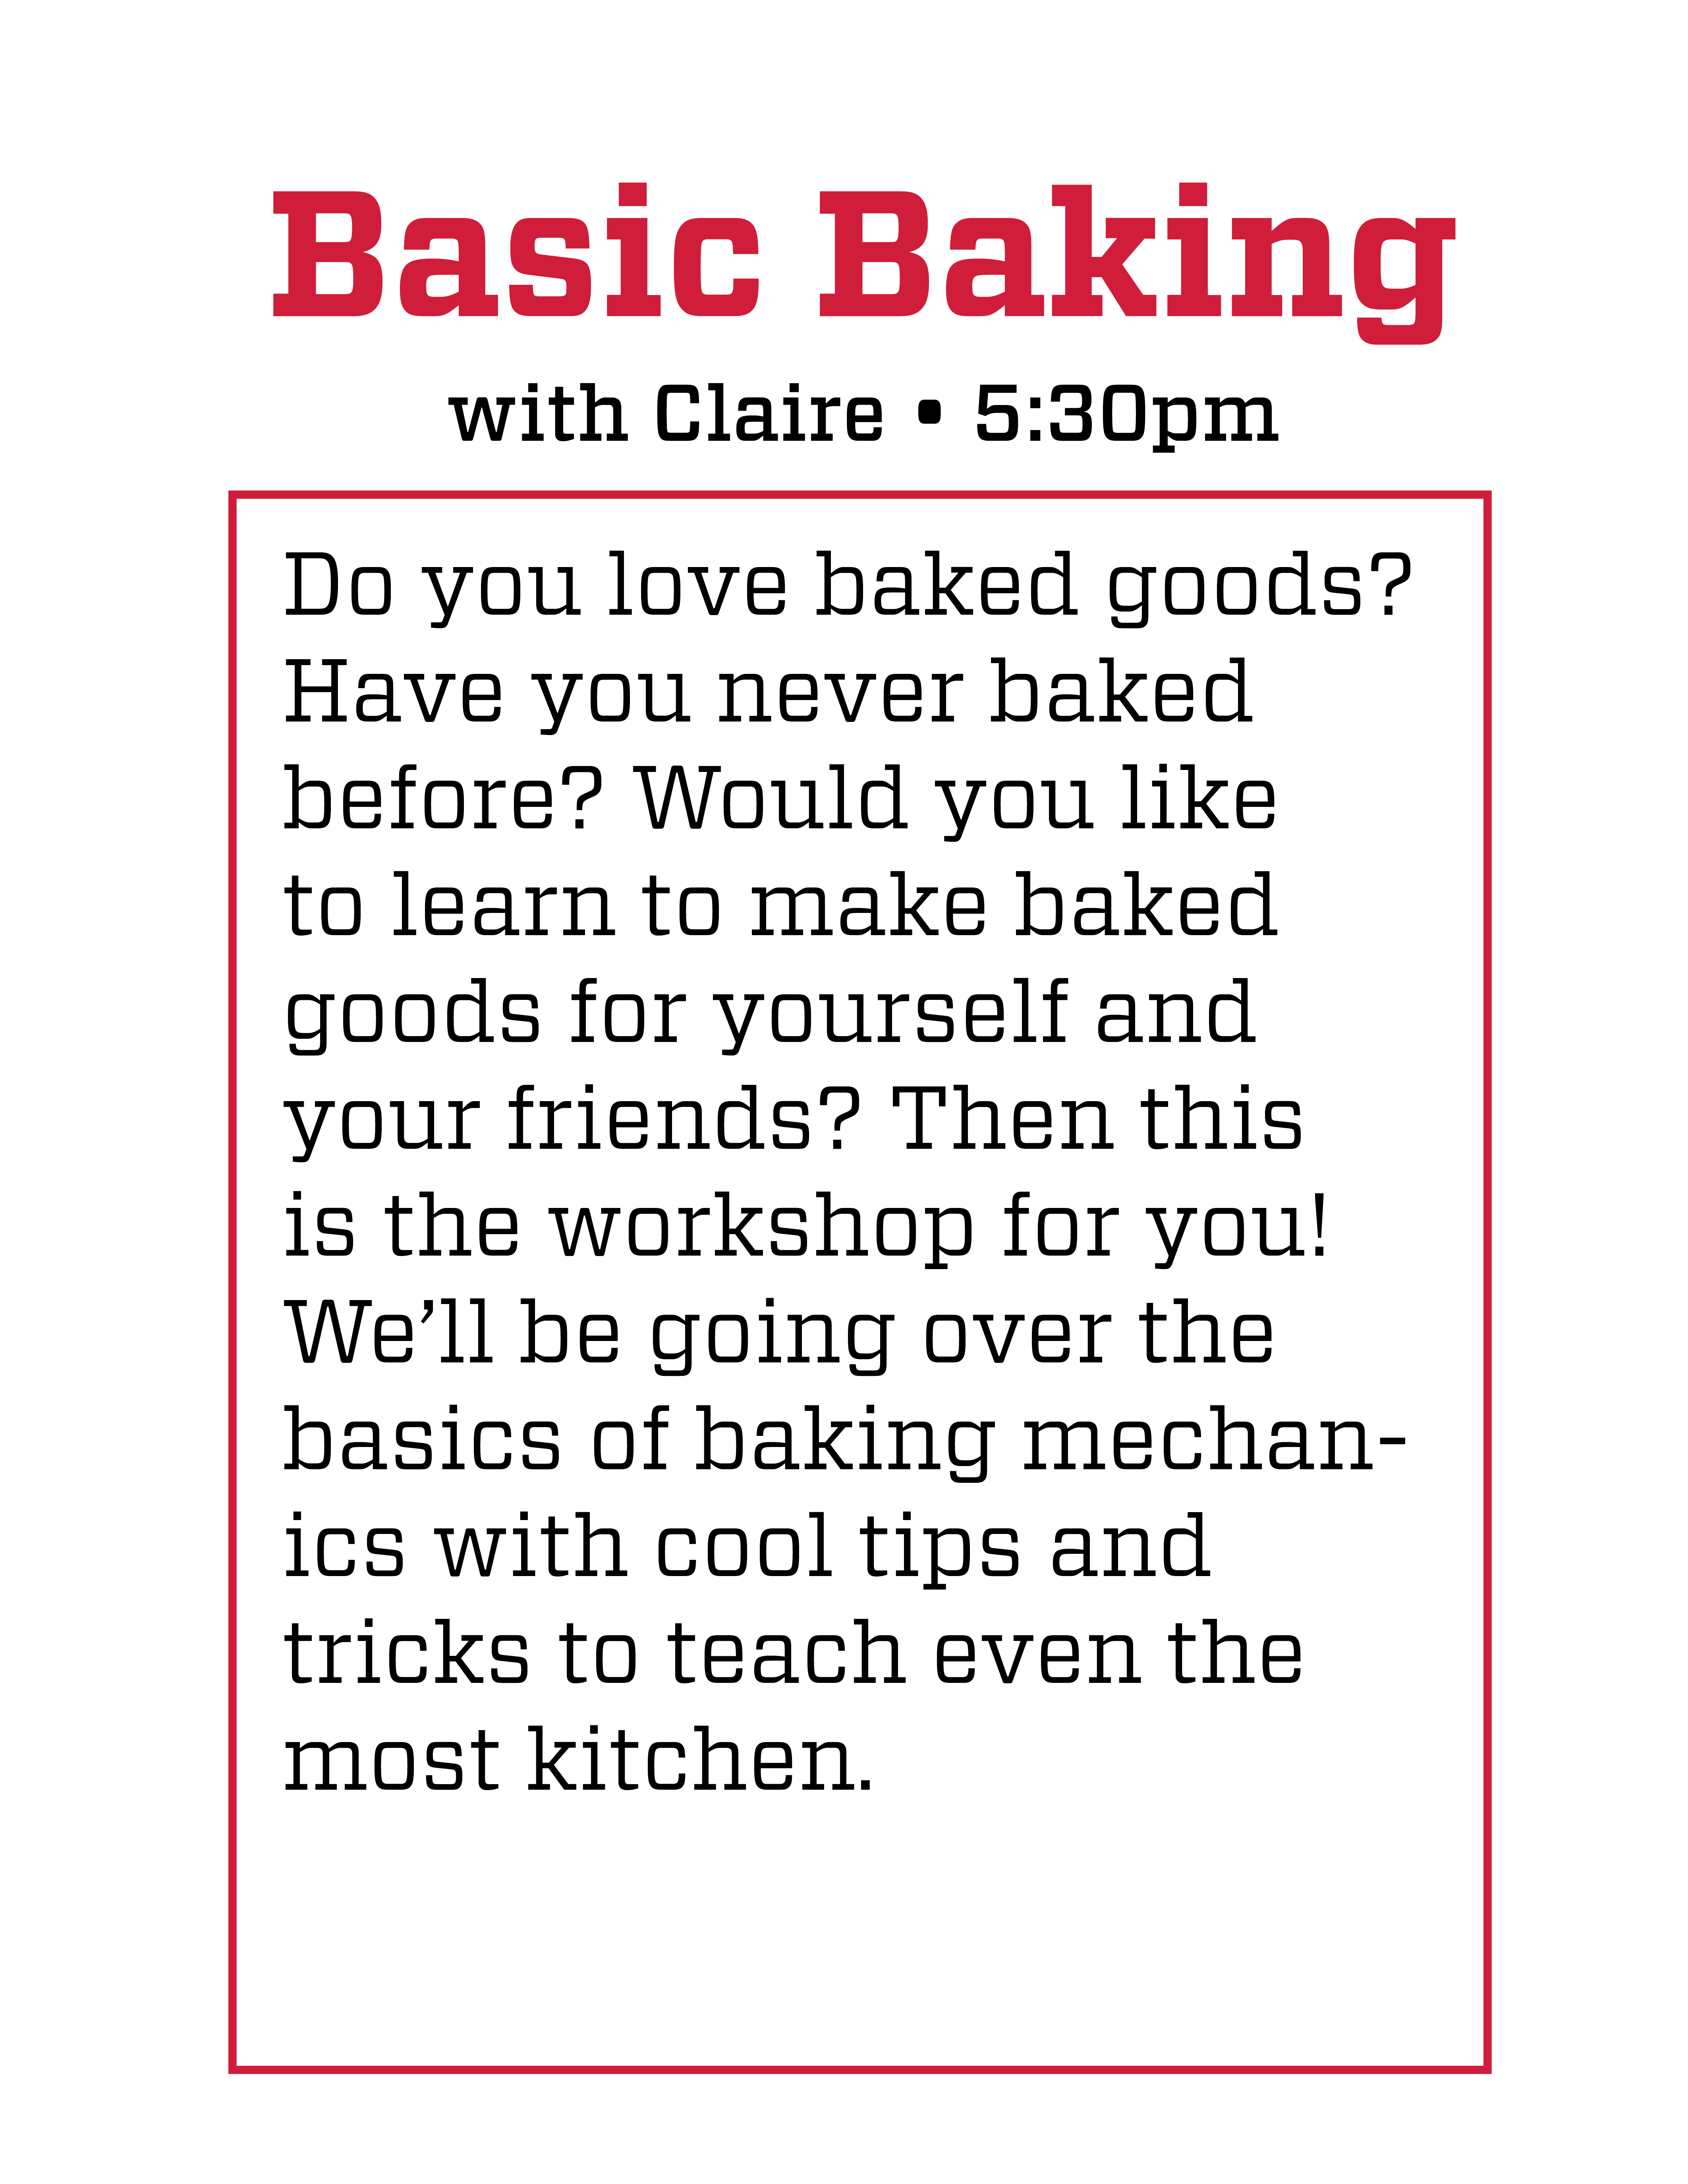 Basic Baking
with Claire • 5:30pm
Do you love baked goods?
Have you never baked
before? Would you like
to learn to make baked
goods for yourself and
your friends? Then this
is the workshop for you!
We’ll be going over the
basics of baking mechan-
ics with cool tips and
tricks to teach even the
most kitchen.